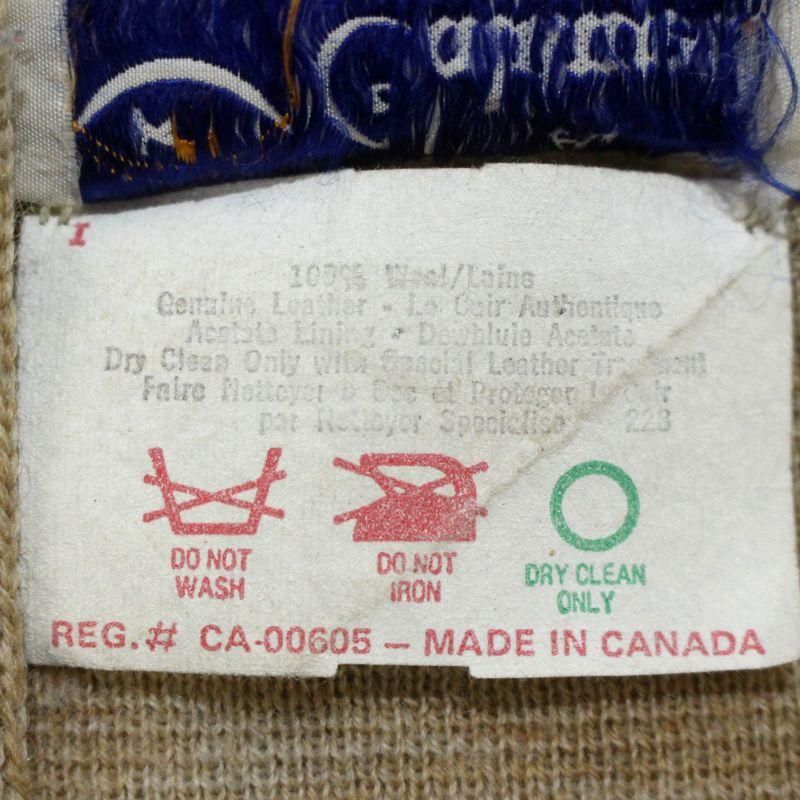 I
100% Wool/Laine
Genuine Leather - Le Cuir Authentique
Acetate Lining - Dowbluie Acetate
Dry Clean Only with Special Leather Treatment
Faire Nettoyer a Sec et Proteger le Cuir
par Nettoyer Specialise 223
DO NOT WASH
DO NOT IRON
DRY CLEAN ONLY
REG. # CA-00605 — MADE IN CANADA